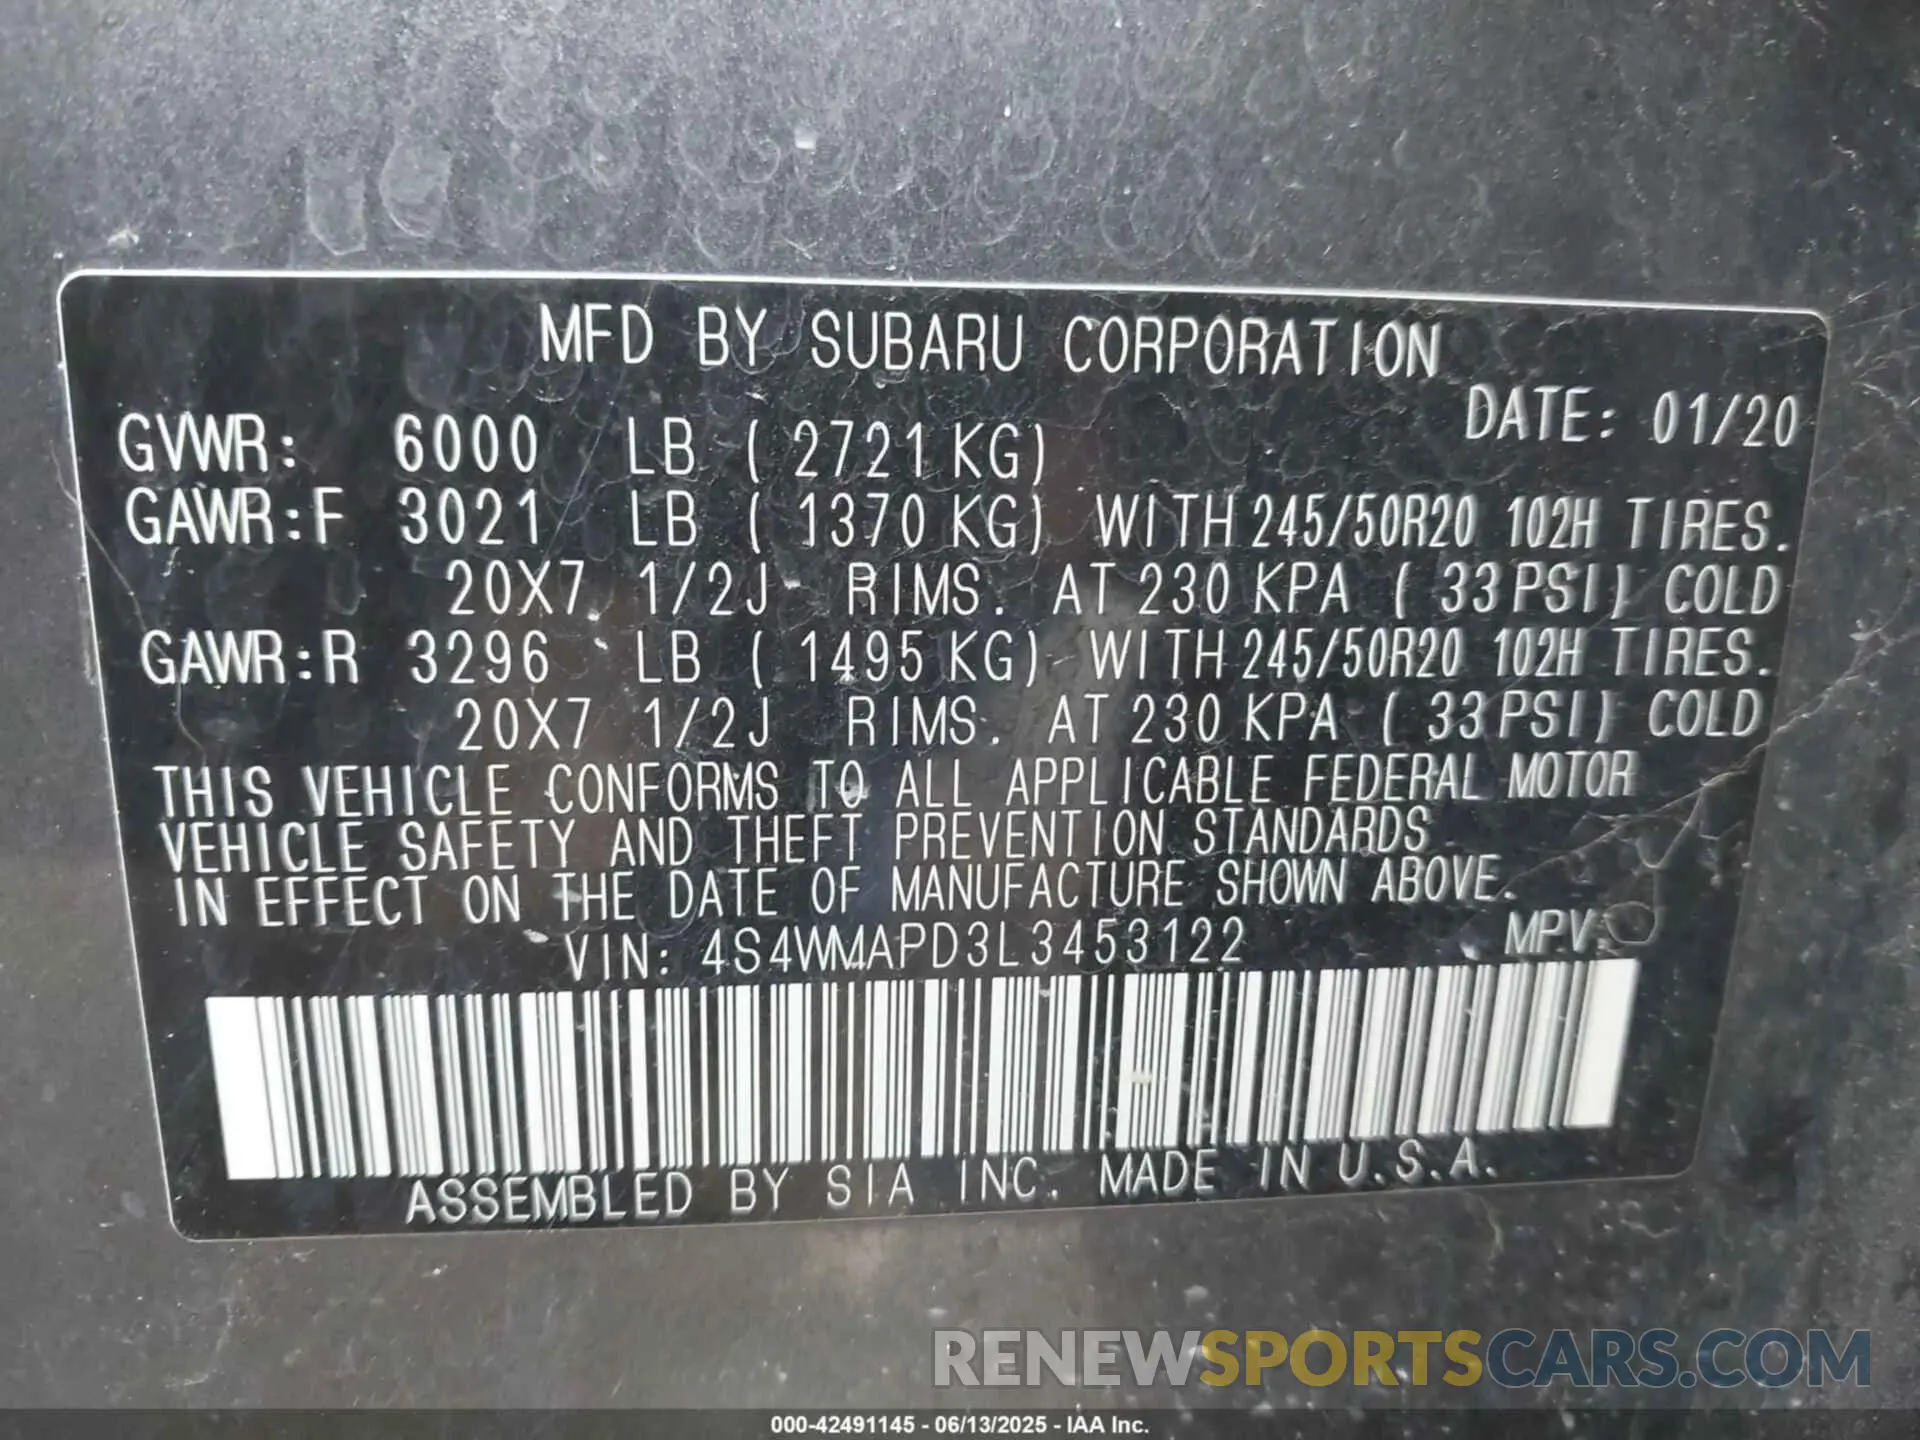 MFD BY SUBARU CORPORATION
DATE: 01/20
GVWR: 6000 LB ( 2721 KG)
GAWR:F 3021 LB ( 1370 KG) WITH 245/50R20 102H TIRES.
20X7 1/2J RIMS. AT 230 KPA ( 33 PSI) COLD
GAWR:R 3296 LB ( 1495 KG) WITH 245/50R20 102H TIRES.
20X7 1/2J RIMS. AT 230 KPA ( 33 PSI) COLD
THIS VEHICLE CONFORMS TO ALL APPLICABLE FEDERAL MOTOR
VEHICLE SAFETY AND THEFT PREVENTION STANDARDS
IN EFFECT ON THE DATE OF MANUFACTURE SHOWN ABOVE.
VIN: 4S4WMAPD3L3453122 MPV
ASSEMBLED BY SIA INC. MADE IN U.S.A.
RENEWSPORTSCARS.COM
000-42491145 - 06/13/2025 - IAA Inc.